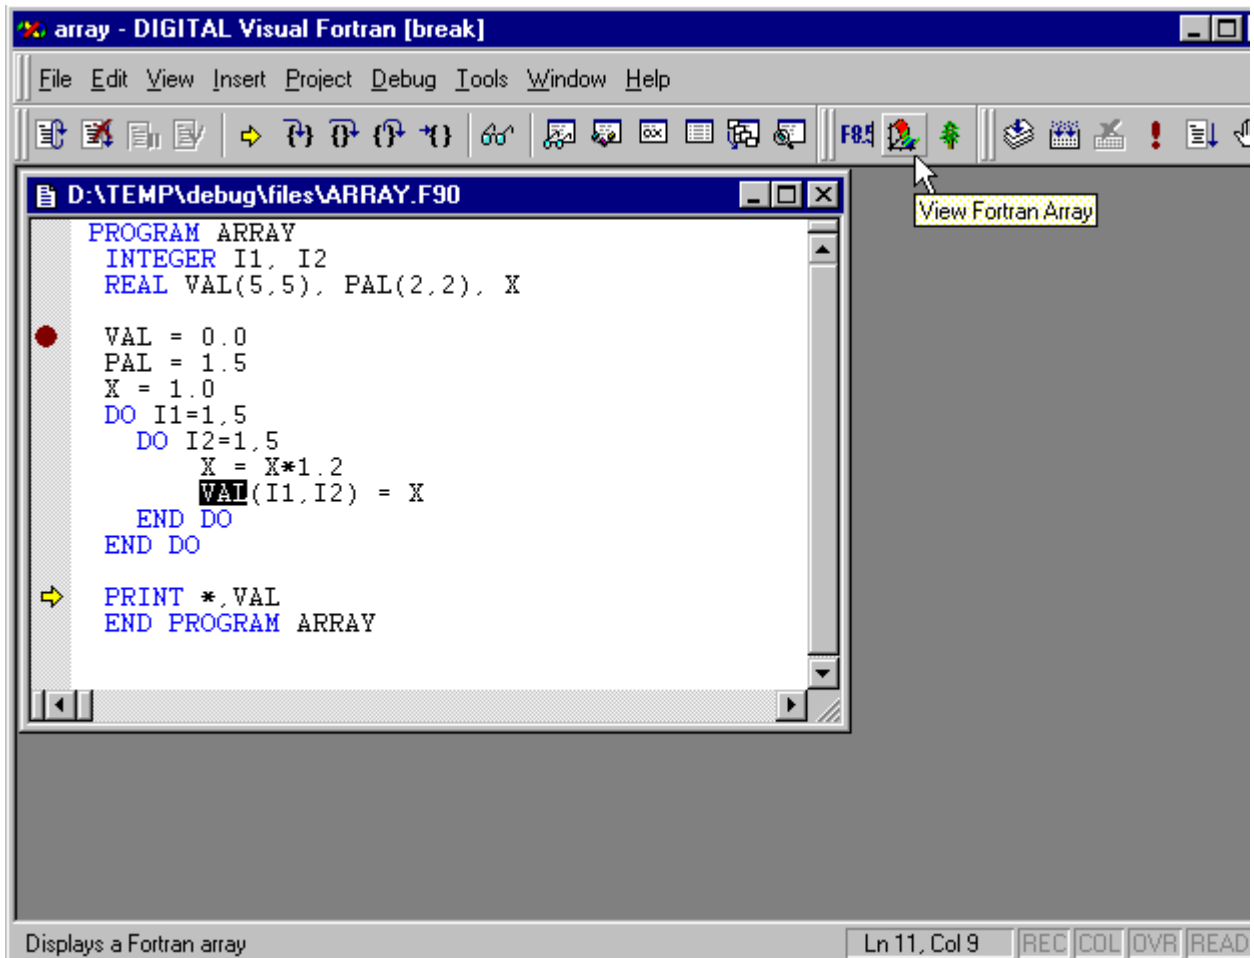 array - DIGITAL Visual Fortran [break]
File Edit View Insert Project Debug Tools Window Help
F8.5
View Fortran Array
D:\TEMP\debug\files\ARRAY.F90
PROGRAM ARRAY
INTEGER I1, I2
REAL VAL(5,5), PAL(2,2), X
VAL = 0.0
PAL = 1.5
X = 1.0
DO I1=1,5
DO I2=1,5
X = X*1.2
VAL(I1,I2) = X
END DO
END DO
PRINT *,VAL
END PROGRAM ARRAY
Displays a Fortran array
Ln 11, Col 9 REC COL OVR READ